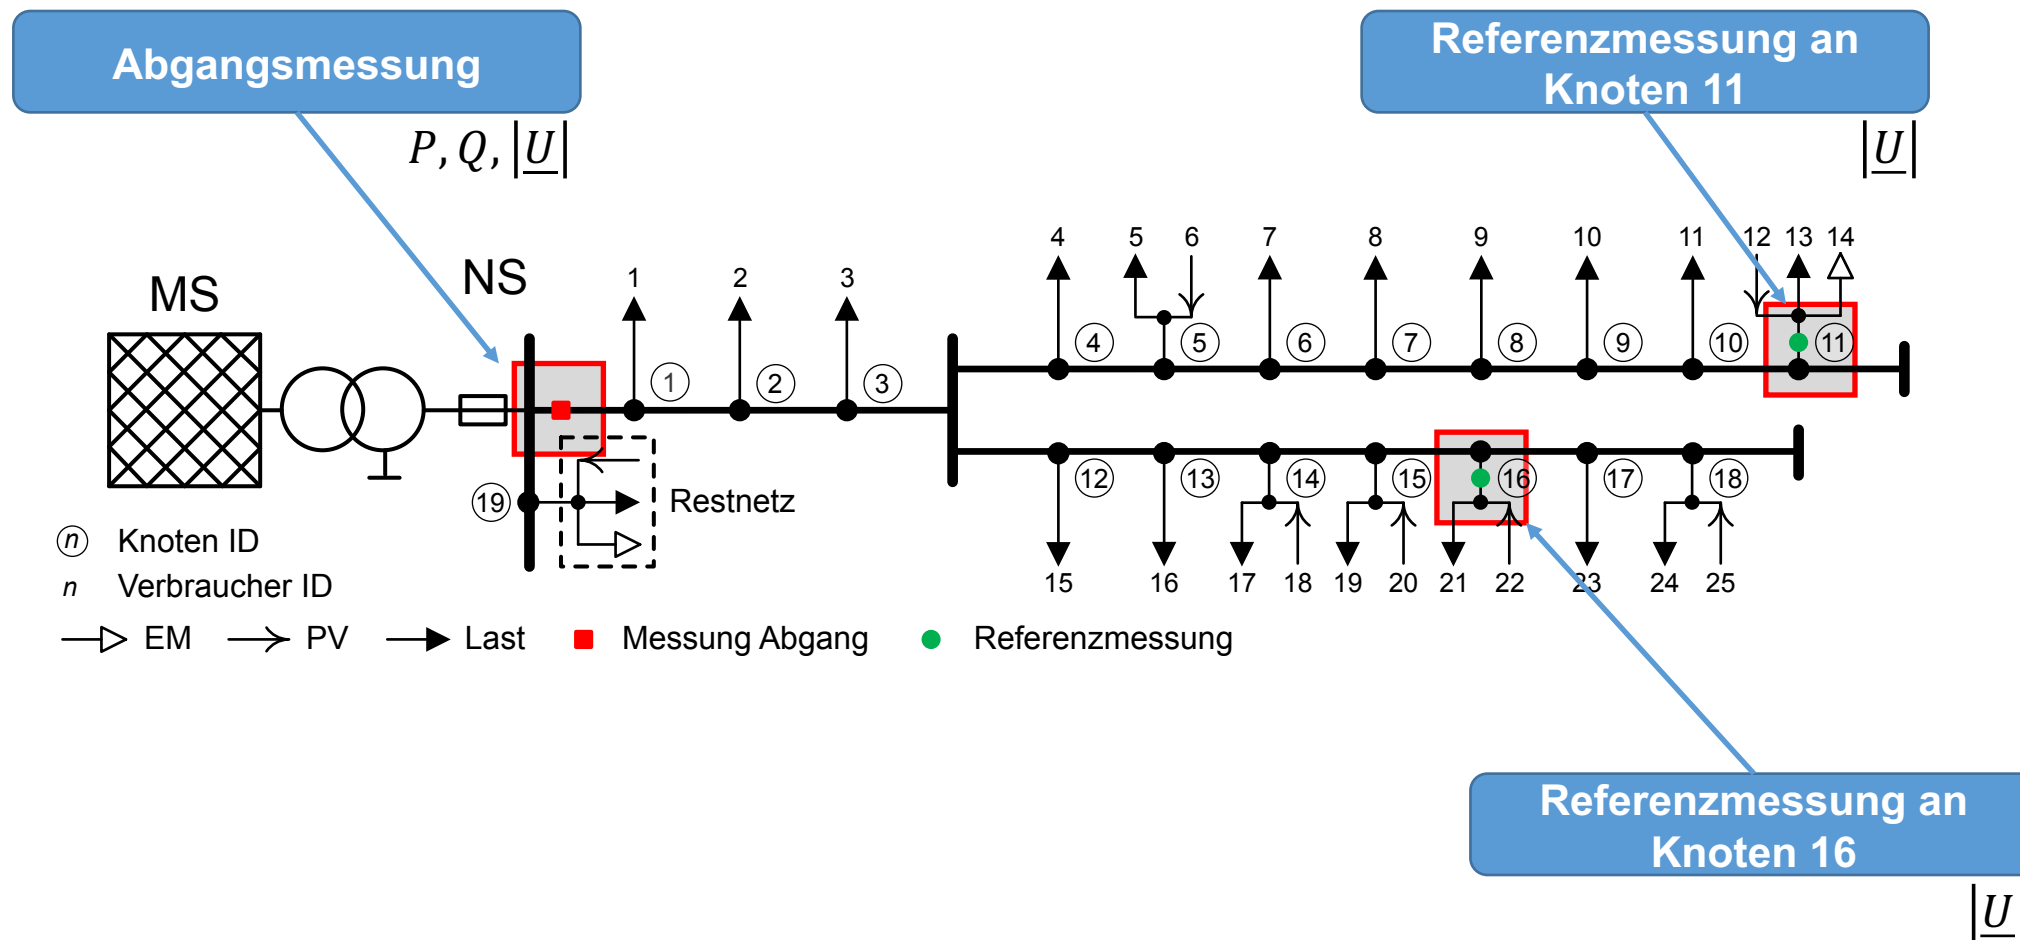 Abgangsmessung
Referenzmessung an
Knoten 11
P, Q, |U|
|U|
MS
NS
1 2 3
4 5 6 7 8 9 10 11 12 13 14
1 2 3
4 5 6 7 8 9 10 11
12 13 14 15 16 17 18
19
Restnetz
15 16 17 18 19 20 21 22 23 24 25
n Knoten ID
n Verbraucher ID
EM PV Last Messung Abgang Referenzmessung
Referenzmessung an
Knoten 16
|U